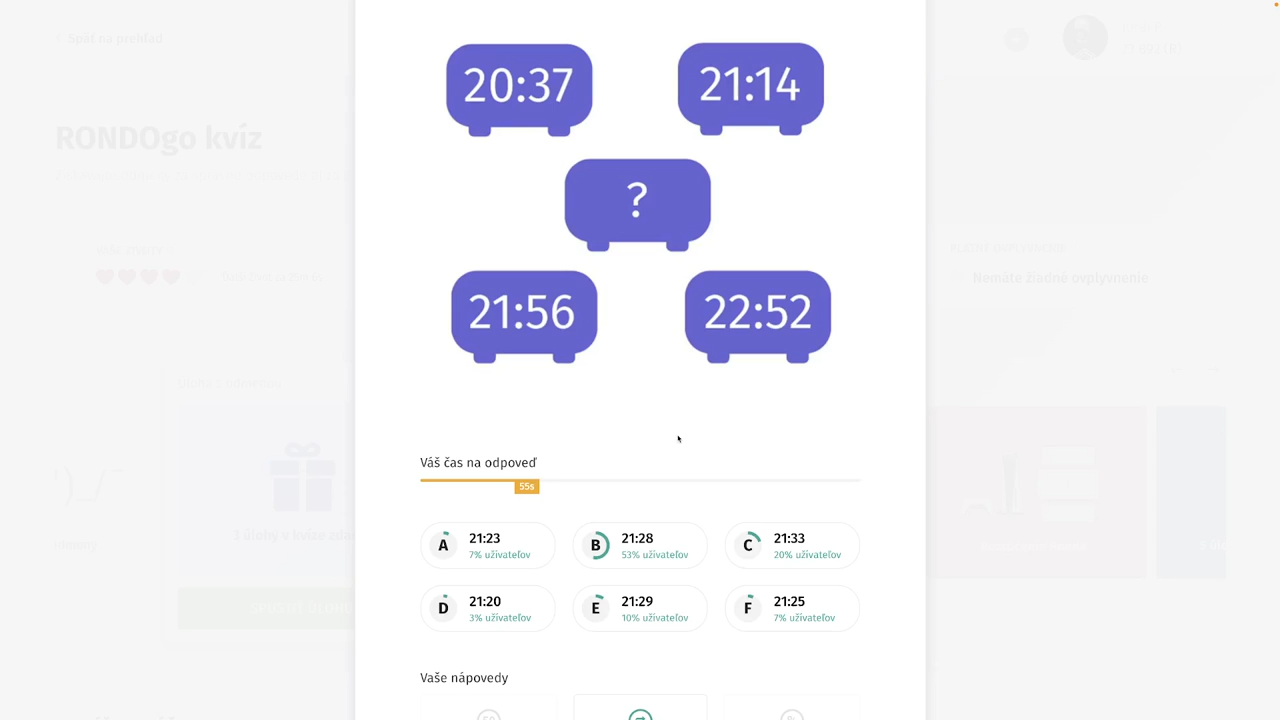 Späť na prehľad
RONDOgo kvíz
20:37
21:14
?
21:56
22:52
Nemáte žiadné ovplyvnenie
Váš čas na odpoveď
55s
A
21:23
7% užívateľov
B
21:28
53% užívateľov
C
21:33
20% užívateľov
D
21:20
3% užívateľov
E
21:29
10% užívateľov
F
21:25
7% užívateľov
Vaše nápovedy